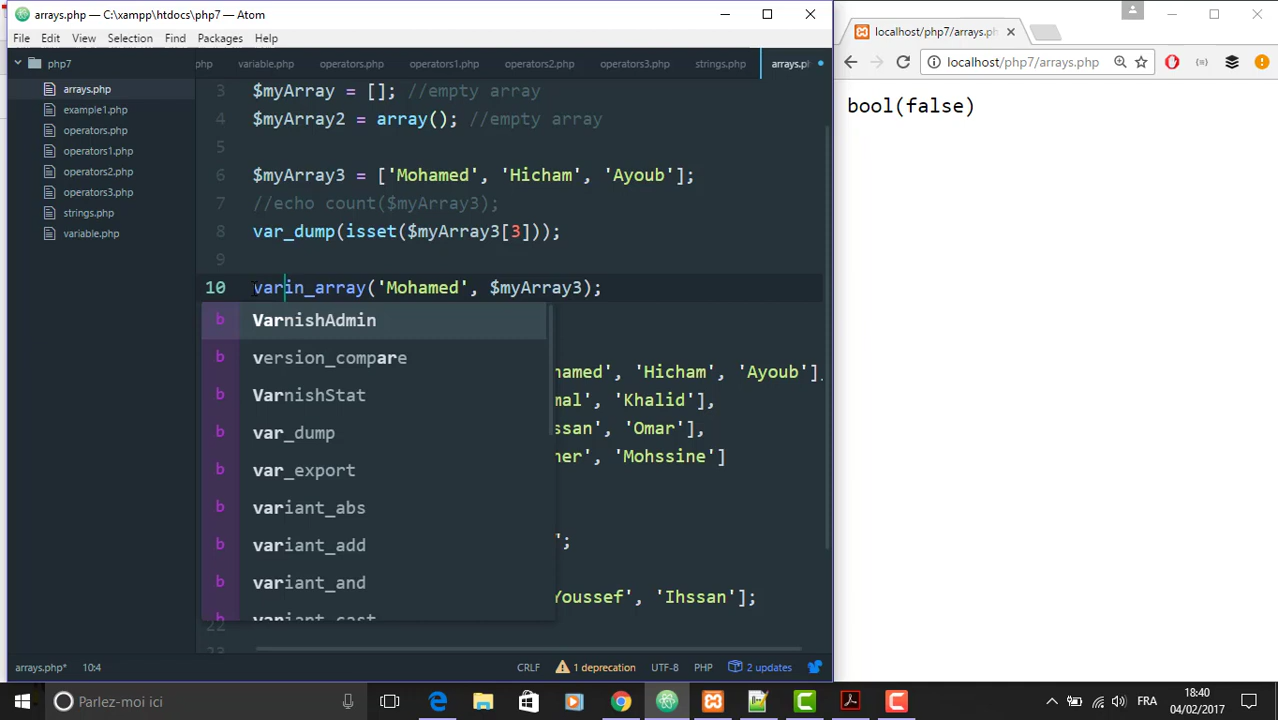 arrays.php — C:\xampp\htdocs\php7 — Atom
File Edit View Selection Find Packages Help
php7
arrays.php
example1.php
operators.php
operators1.php
operators2.php
operators3.php
strings.php
variable.php
php variable.php operators.php operators1.php operators2.php operators3.php strings.php arrays.p
3 $myArray = []; //empty array
4 $myArray2 = array(); //empty array
5
6 $myArray3 = ['Mohamed', 'Hicham', 'Ayoub'];
7 //echo count($myArray3);
8 var_dump(isset($myArray3[3]));
9
10 varin_array('Mohamed', $myArray3);
b VarnishAdmin
b version_compare
b VarnishStat
b var_dump
b var_export
b variant_abs
b variant_add
b variant_and
b variant_cast
hamed', 'Hicham', 'Ayoub'],
mal', 'Khalid'],
ssan', 'Omar'],
her', 'Mohssine']
";
Youssef', 'Ihssan'];
22
23
arrays.php* 10:4 CRLF 1 deprecation UTF-8 PHP 2 updates
localhost/php7/arrays.ph
localhost/php7/arrays.php
bool(false)
Parlez-moi ici
FRA
18:40
04/02/2017